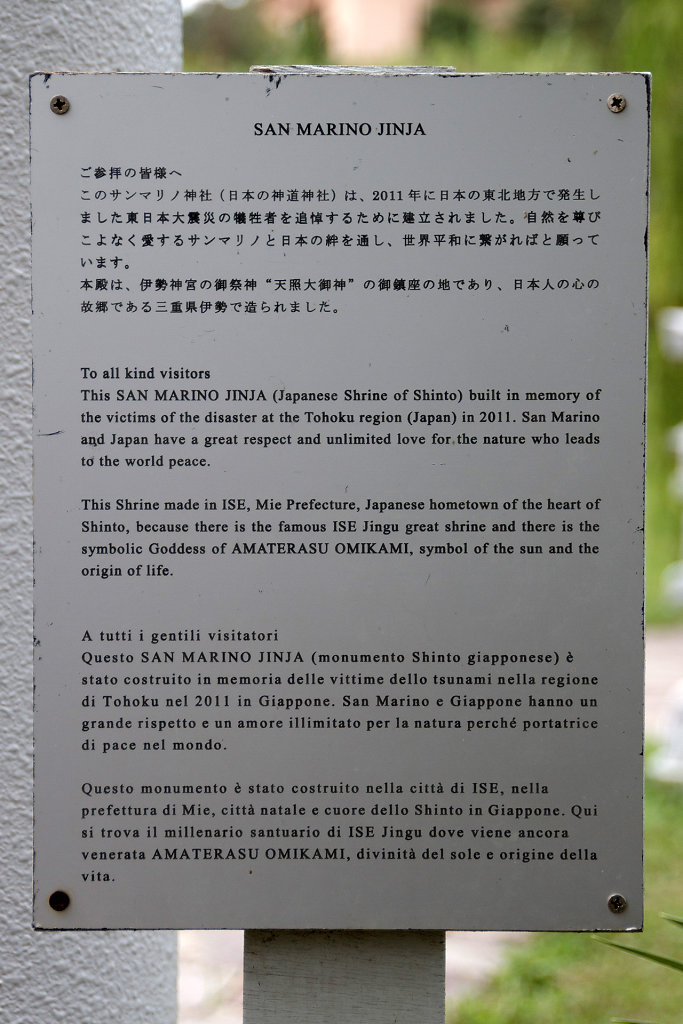 SAN MARINO JINJA
ご参拝の皆様へ
このサンマリノ神社（日本の神道神社）は、2011年に日本の東北地方で発生し
ました東日本大震災の犠牲者を追悼するために建立されました。自然を尊び
こよなく愛するサンマリノと日本の絆を通し、世界平和に繋がればと願って
います。
本殿は、伊勢神宮の御祭神“天照大御神”の御鎮座の地であり、日本人の心の
故郷である三重県伊勢で造られました。
To all kind visitors
This SAN MARINO JINJA (Japanese Shrine of Shinto) built in memory of
the victims of the disaster at the Tohoku region (Japan) in 2011. San Marino
and Japan have a great respect and unlimited love for the nature who leads
to the world peace.
This Shrine made in ISE, Mie Prefecture, Japanese hometown of the heart of
Shinto, because there is the famous ISE Jingu great shrine and there is the
symbolic Goddess of AMATERASU OMIKAMI, symbol of the sun and the
origin of life.
A tutti i gentili visitatori
Questo SAN MARINO JINJA (monumento Shinto giapponese) è
stato costruito in memoria delle vittime dello tsunami nella regione
di Tohoku nel 2011 in Giappone. San Marino e Giappone hanno un
grande rispetto e un amore illimitato per la natura perché portatrice
di pace nel mondo.
Questo monumento è stato costruito nella città di ISE, nella
prefettura di Mie, città natale e cuore dello Shinto in Giappone. Qui
si trova il millenario santuario di ISE Jingu dove viene ancora
venerata AMATERASU OMIKAMI, divinità del sole e origine della
vita.